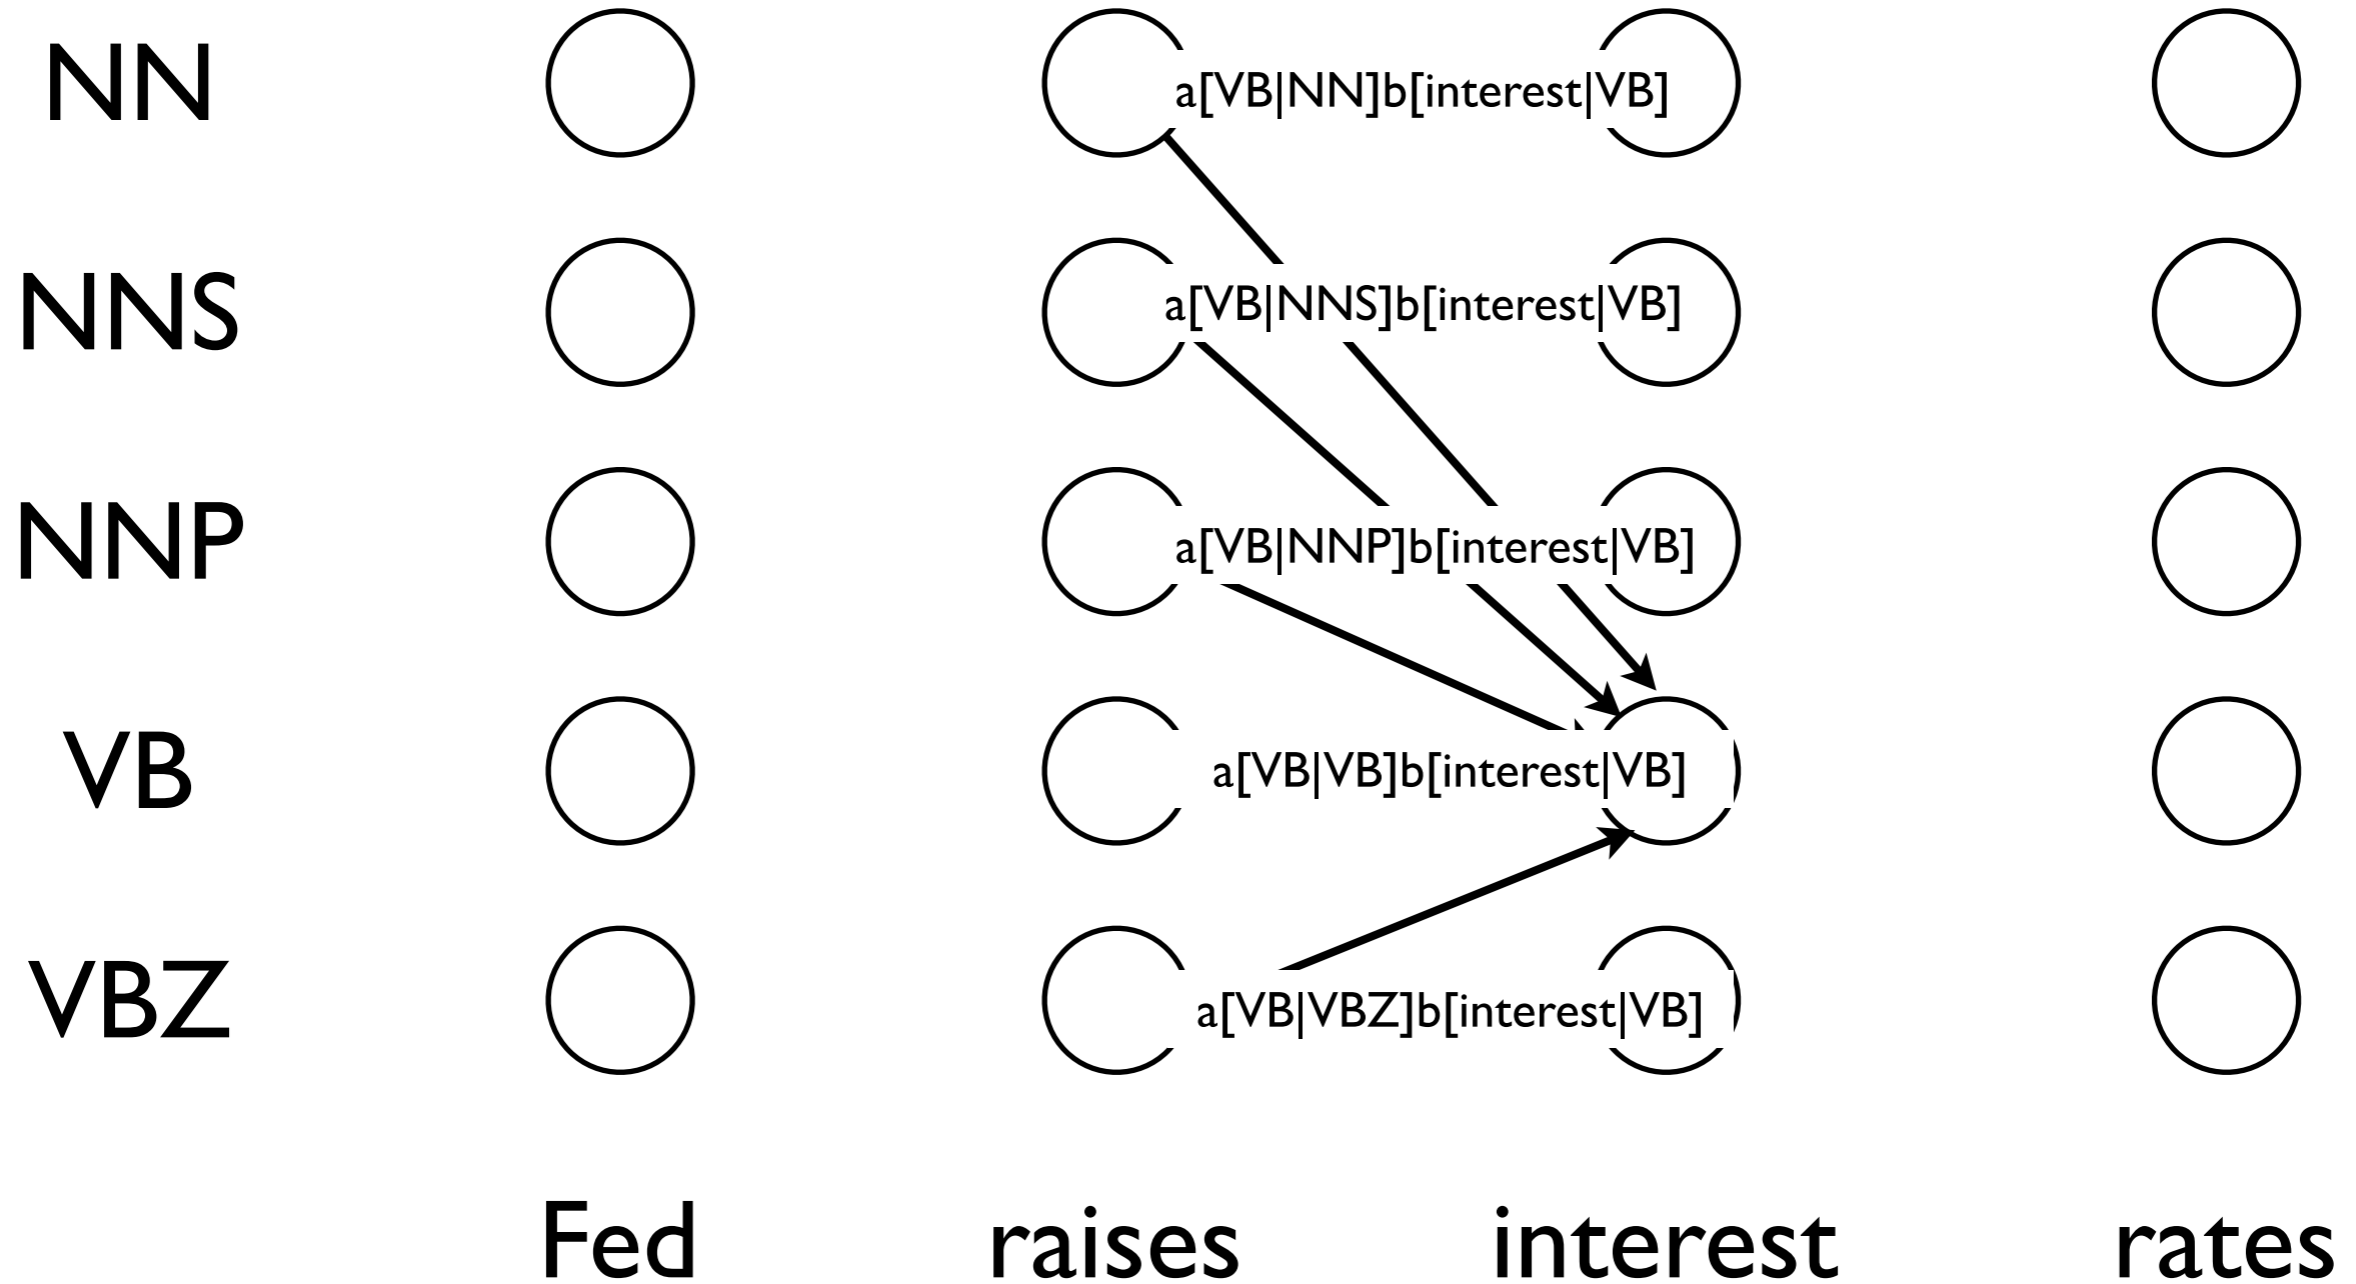 NN
a[VB|NN]b[interest|VB]
NNS
a[VB|NNS]b[interest|VB]
NNP
a[VB|NNP]b[interest|VB]
VB
a[VB|VB]b[interest|VB]
VBZ
a[VB|VBZ]b[interest|VB]
Fed raises interest rates